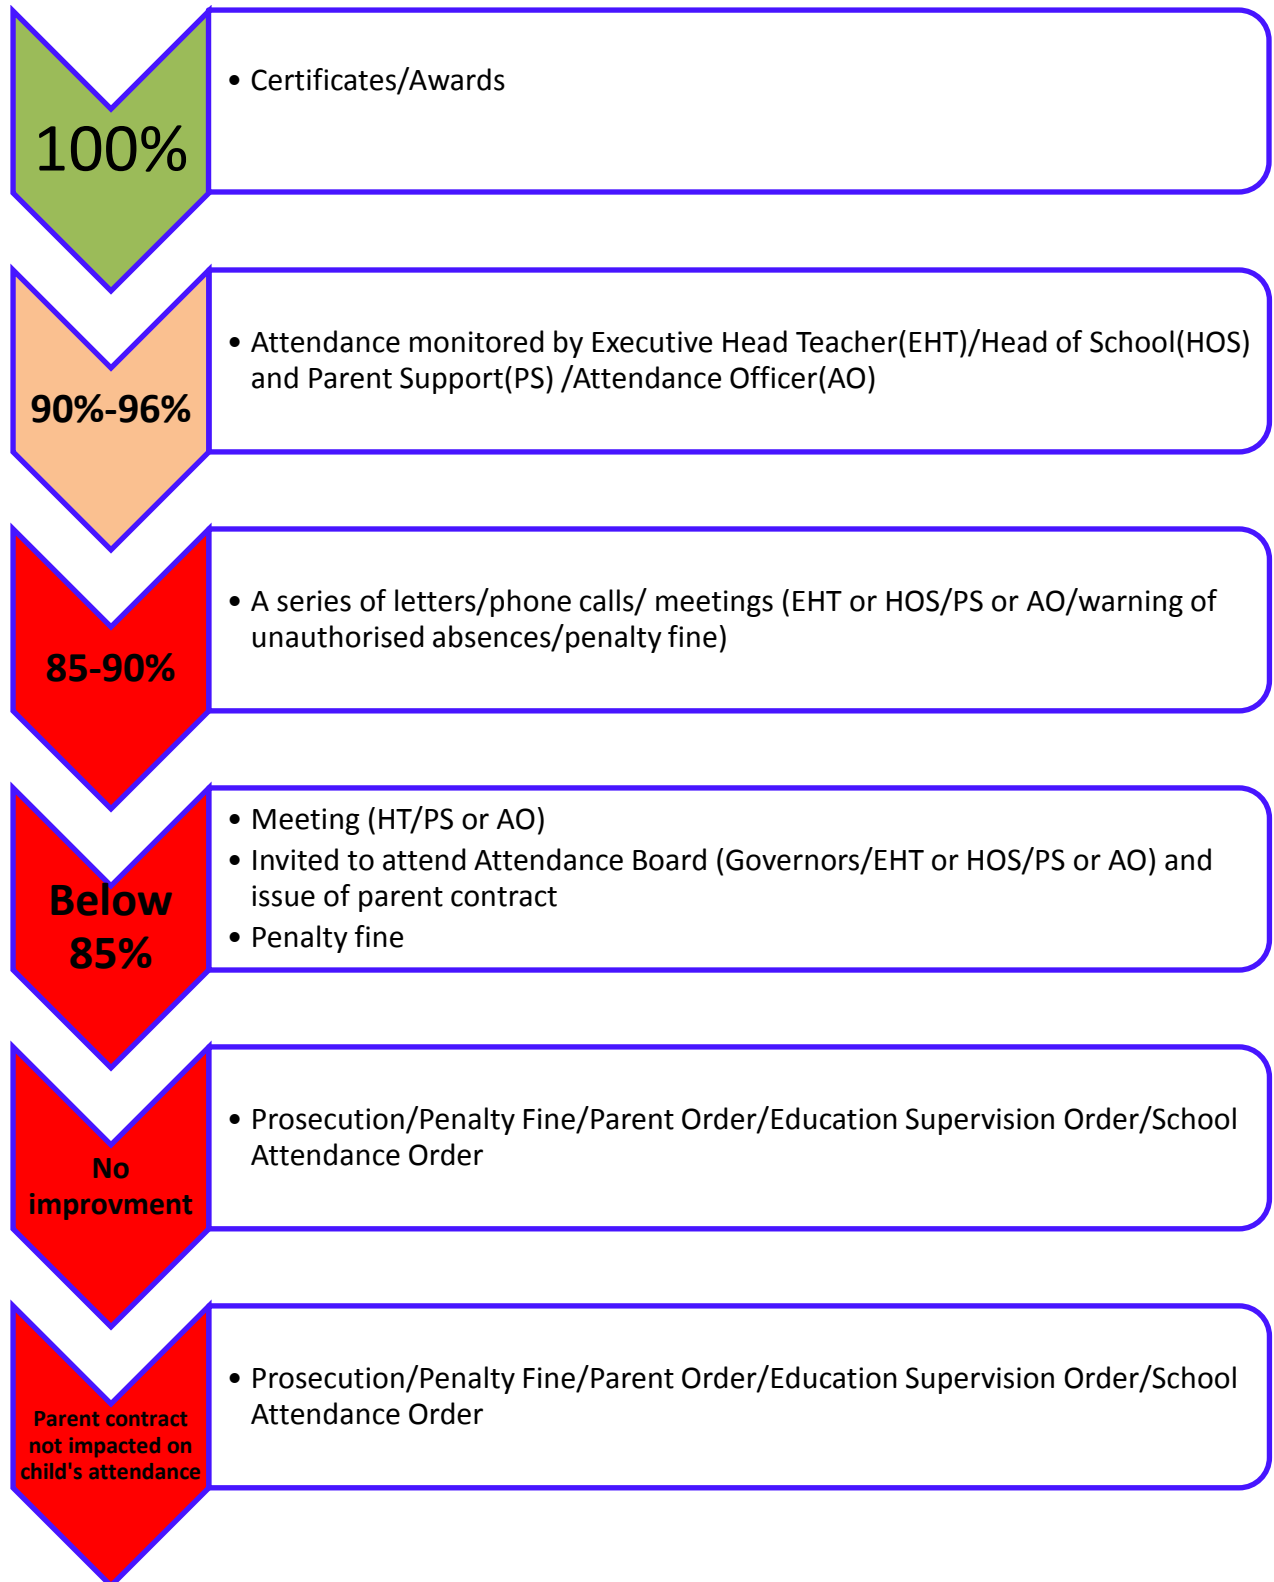 100%
• Certificates/Awards
90%-96%
• Attendance monitored by Executive Head Teacher(EHT)/Head of School(HOS)
and Parent Support(PS) /Attendance Officer(AO)
85-90%
• A series of letters/phone calls/ meetings (EHT or HOS/PS or AO/warning of
unauthorised absences/penalty fine)
Below
85%
• Meeting (HT/PS or AO)
• Invited to attend Attendance Board (Governors/EHT or HOS/PS or AO) and
issue of parent contract
• Penalty fine
No
improvment
• Prosecution/Penalty Fine/Parent Order/Education Supervision Order/School
Attendance Order
Parent contract
not impacted on
child's attendance
• Prosecution/Penalty Fine/Parent Order/Education Supervision Order/School
Attendance Order